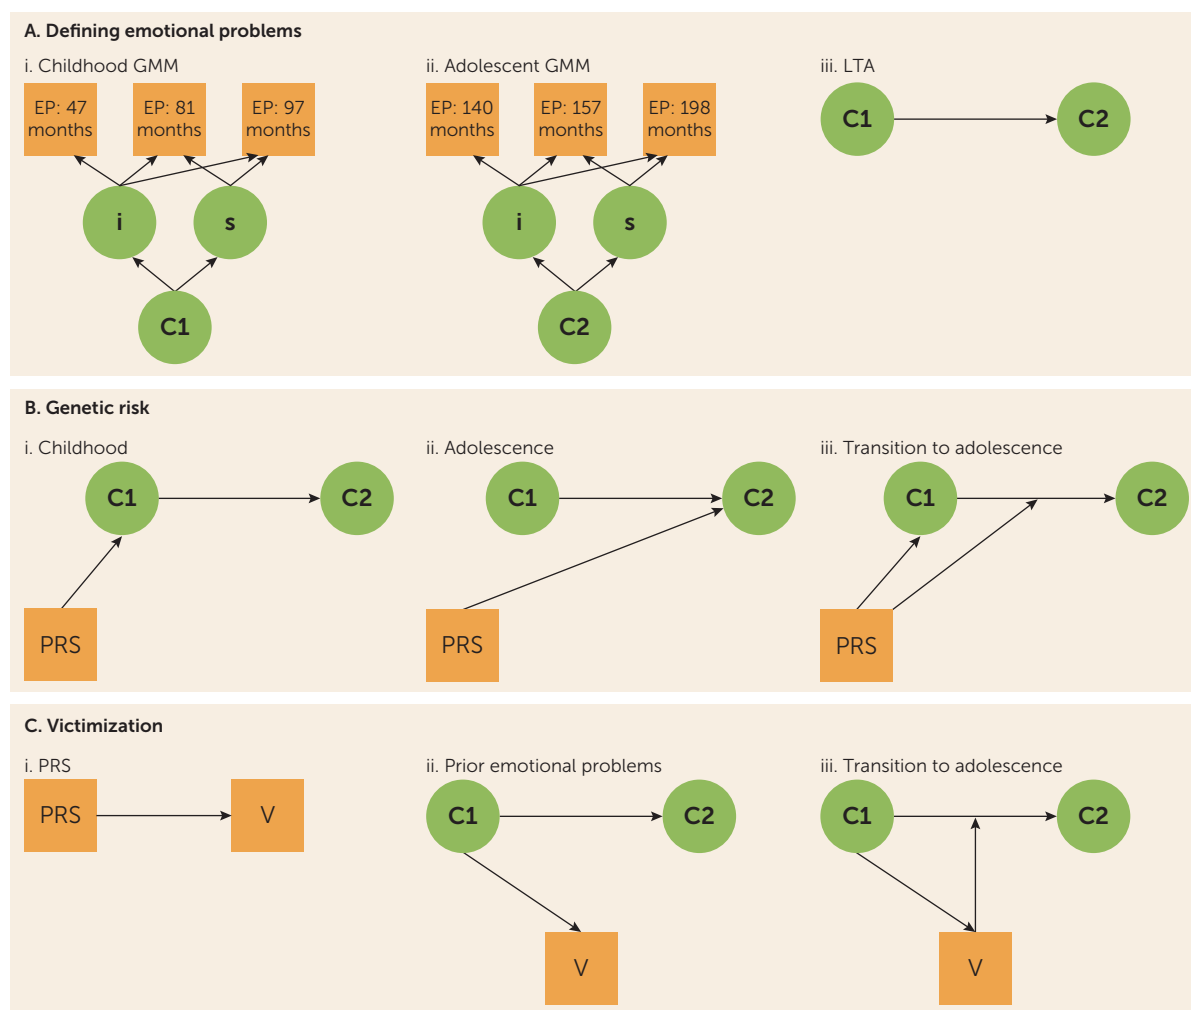 A. Defining emotional problems
i. Childhood GMM
EP: 47
months
EP: 81
months
EP: 97
months
i
s
C1
ii. Adolescent GMM
EP: 140
months
EP: 157
months
EP: 198
months
i
s
C2
iii. LTA
C1
C2
B. Genetic risk
i. Childhood
C1
C2
PRS
ii. Adolescence
C1
C2
PRS
iii. Transition to adolescence
C1
C2
PRS
C. Victimization
i. PRS
PRS
V
ii. Prior emotional problems
C1
C2
V
iii. Transition to adolescence
C1
C2
V